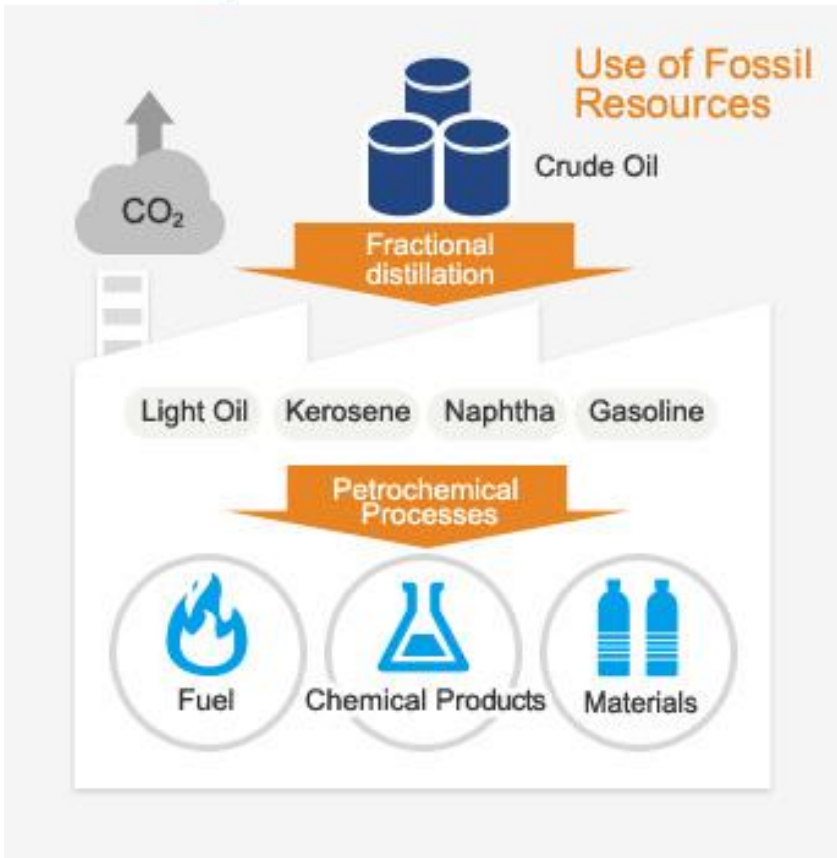 Use of Fossil
Resources
Crude Oil
CO₂
Fractional
distillation
Light Oil Kerosene Naphtha Gasoline
Petrochemical
Processes
Fuel Chemical Products Materials